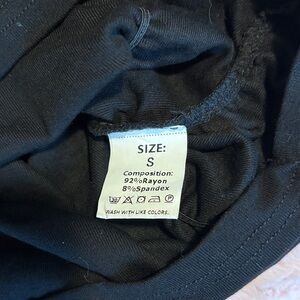 SIZE:
S
Composition:
92%Rayon
8%Spandex
WASH WITH LIKE COLORS.